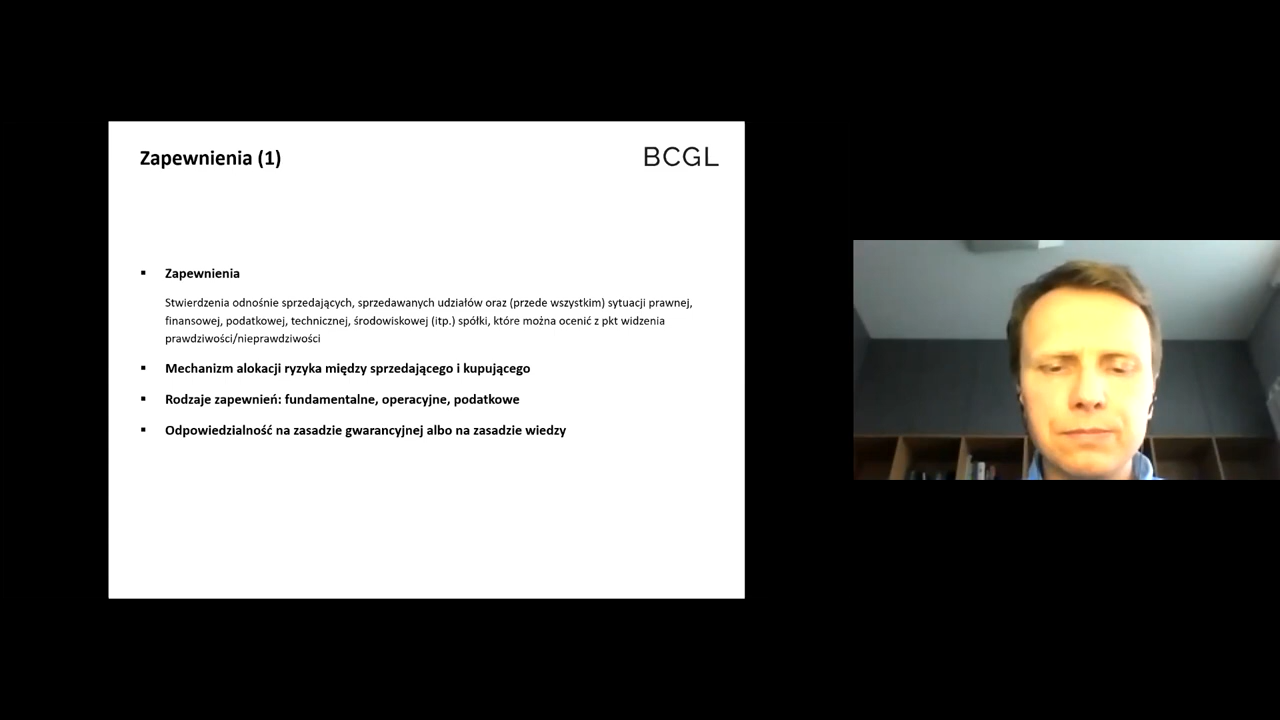 Zapewnienia (1)
BCGL
▪ Zapewnienia
Stwierdzenia odnośnie sprzedających, sprzedawanych udziałów oraz (przede wszystkim) sytuacji prawnej,
finansowej, podatkowej, technicznej, środowiskowej (itp.) spółki, które można ocenić z pkt widzenia
prawdziwości/nieprawdziwości
▪ Mechanizm alokacji ryzyka między sprzedającego i kupującego
▪ Rodzaje zapewnień: fundamentalne, operacyjne, podatkowe
▪ Odpowiedzialność na zasadzie gwarancyjnej albo na zasadzie wiedzy